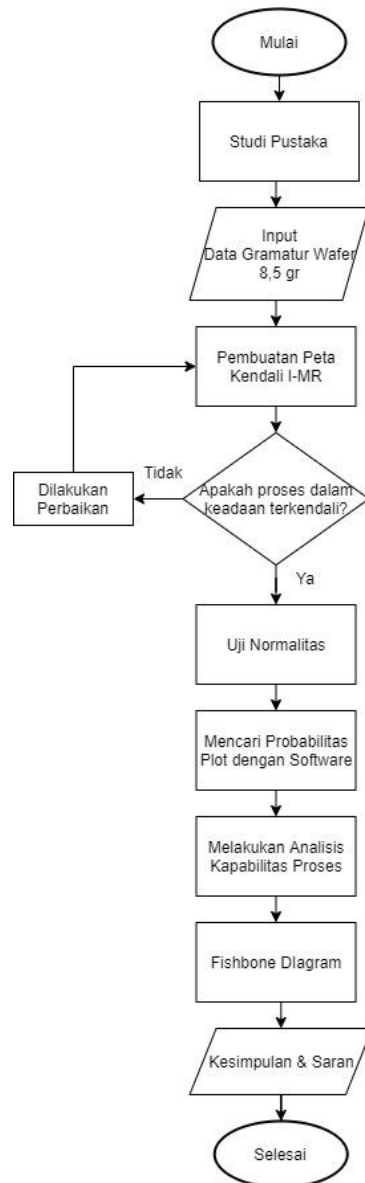 Mulai
Studi Pustaka
Input
Data Gramatur Wafer
8,5 gr
Pembuatan Peta
Kendali I-MR
Tidak
Apakah proses dalam
keadaan terkendali?
Dilakukan
Perbaikan
Ya
Uji Normalitas
Mencari Probabilitas
Plot dengan Software
Melakukan Analisis
Kapabilitas Proses
Fishbone DIagram
Kesimpulan & Saran
Selesai